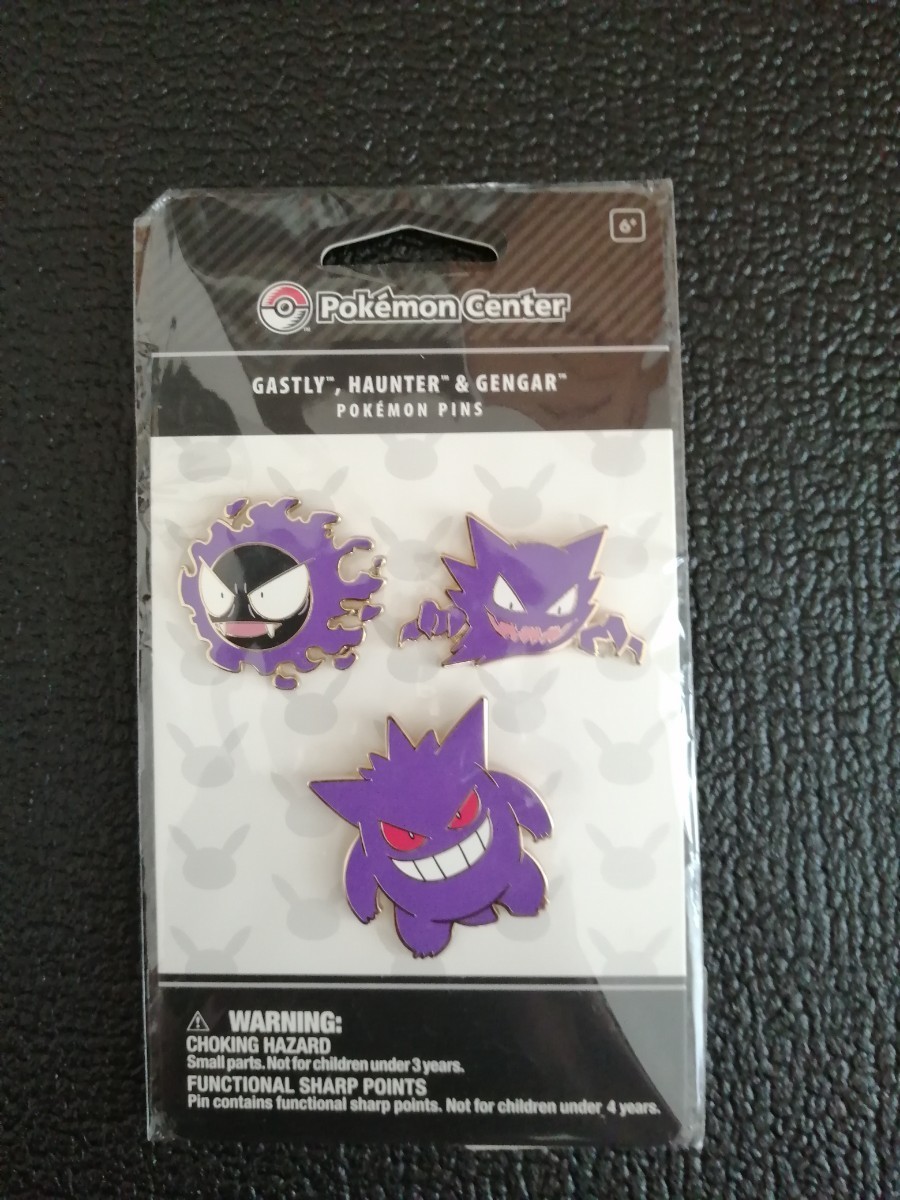 6+
Pokémon Center™
GASTLY™, HAUNTER™ & GENGAR™
POKÉMON PINS
WARNING:
CHOKING HAZARD
Small parts. Not for children under 3 years.
FUNCTIONAL SHARP POINTS
Pin contains functional sharp points. Not for children under 4 years.